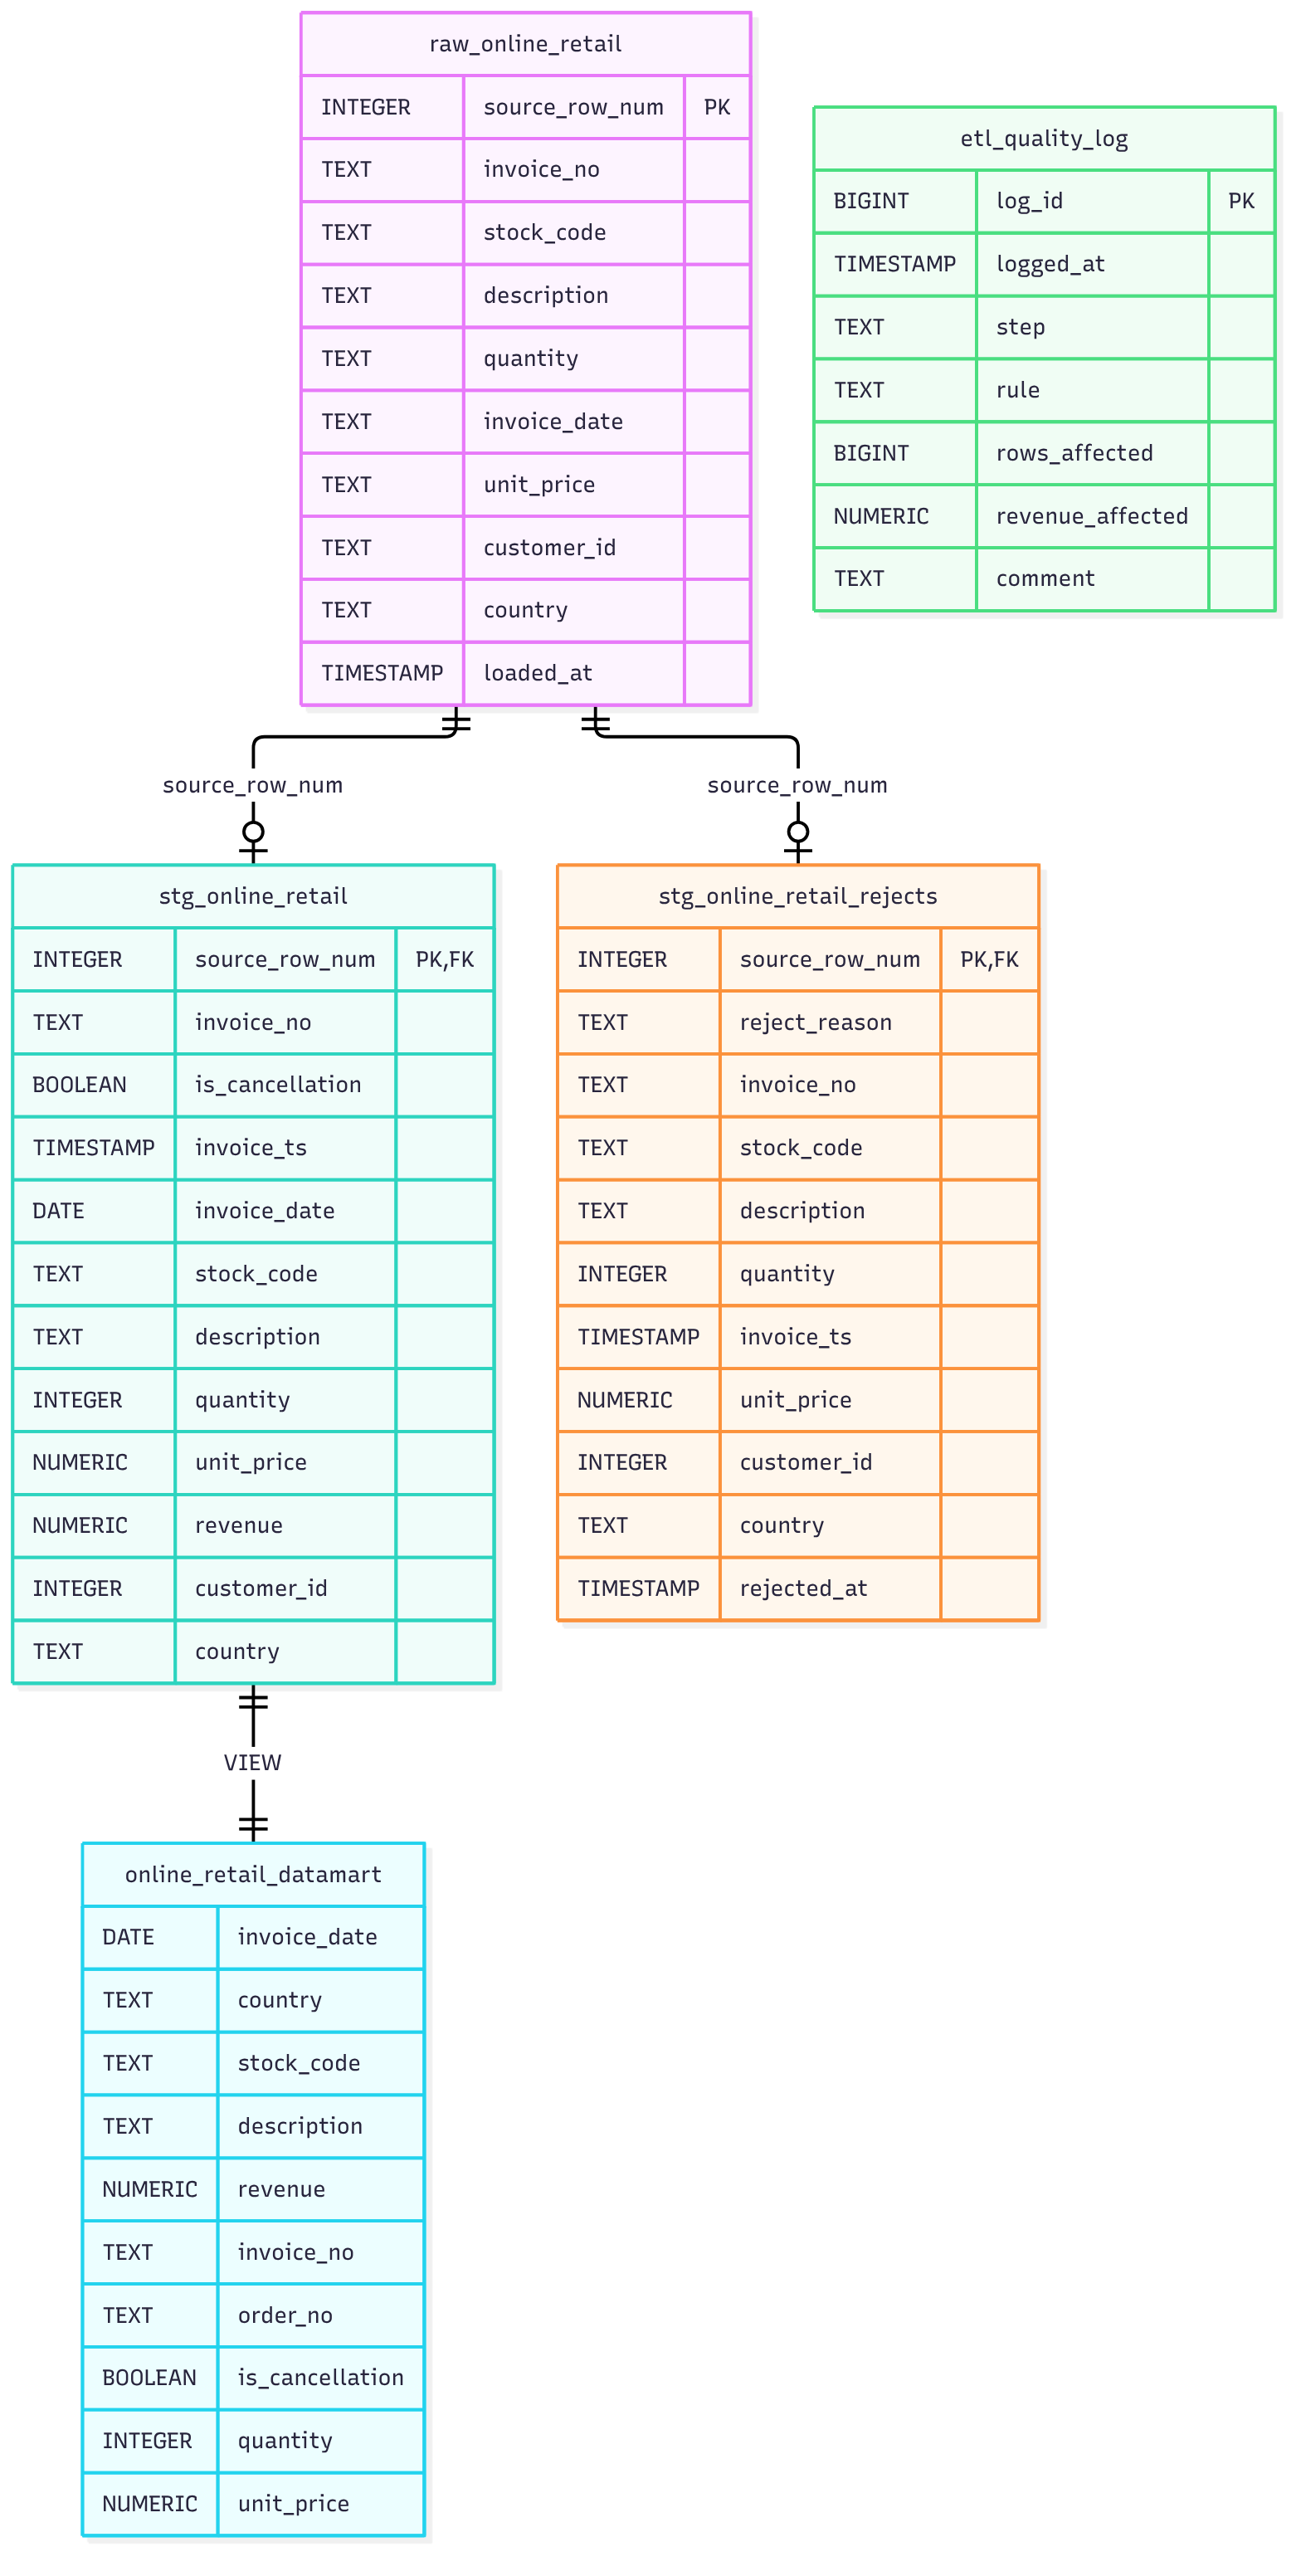 raw_online_retail
INTEGER source_row_num PK
TEXT invoice_no
TEXT stock_code
TEXT description
TEXT quantity
TEXT invoice_date
TEXT unit_price
TEXT customer_id
TEXT country
TIMESTAMP loaded_at
etl_quality_log
BIGINT log_id PK
TIMESTAMP logged_at
TEXT step
TEXT rule
BIGINT rows_affected
NUMERIC revenue_affected
TEXT comment
source_row_num
source_row_num
stg_online_retail
INTEGER source_row_num PK,FK
TEXT invoice_no
BOOLEAN is_cancellation
TIMESTAMP invoice_ts
DATE invoice_date
TEXT stock_code
TEXT description
INTEGER quantity
NUMERIC unit_price
NUMERIC revenue
INTEGER customer_id
TEXT country
stg_online_retail_rejects
INTEGER source_row_num PK,FK
TEXT reject_reason
TEXT invoice_no
TEXT stock_code
TEXT description
INTEGER quantity
TIMESTAMP invoice_ts
NUMERIC unit_price
INTEGER customer_id
TEXT country
TIMESTAMP rejected_at
VIEW
online_retail_datamart
DATE invoice_date
TEXT country
TEXT stock_code
TEXT description
NUMERIC revenue
TEXT invoice_no
TEXT order_no
BOOLEAN is_cancellation
INTEGER quantity
NUMERIC unit_price